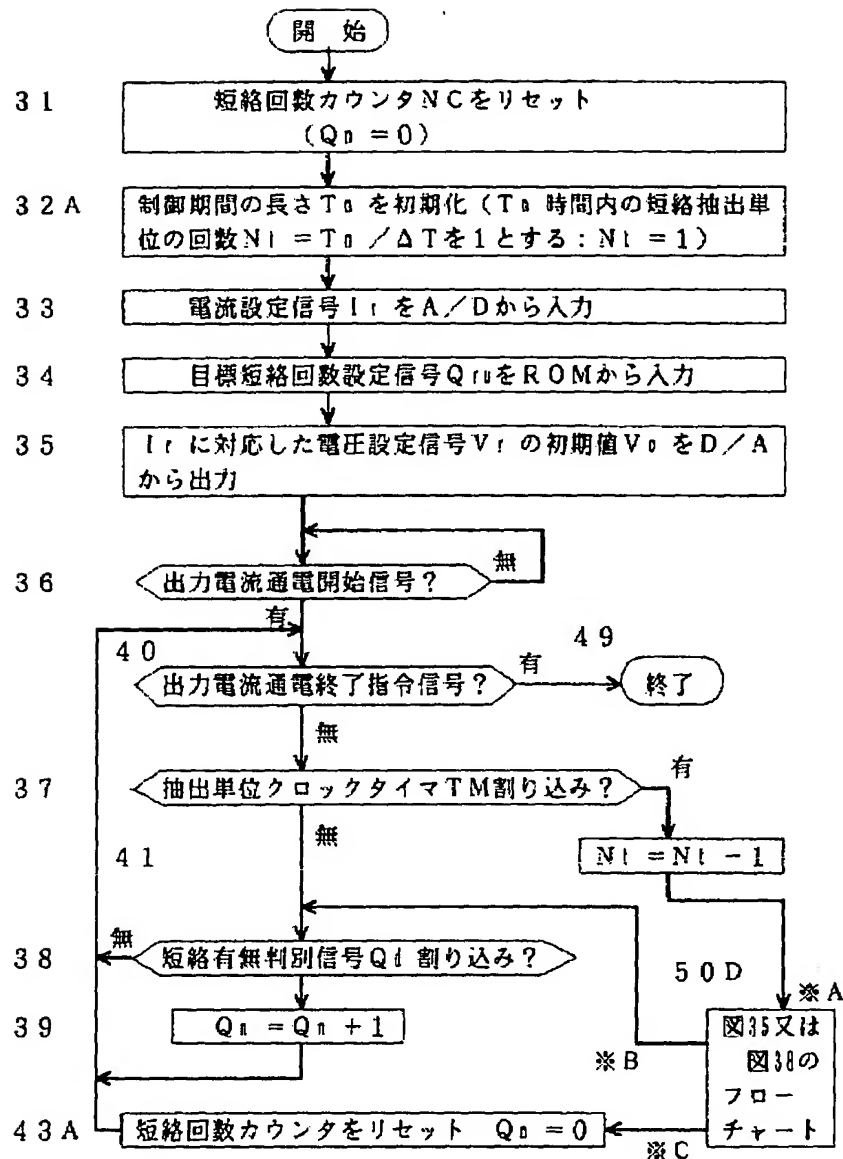 開 始
31
短絡回数カウンタNCをリセット
(Qn =0)
32A
制御期間の長さTn を初期化(Tn 時間内の短絡抽出単
位の回数Nt=Tn /ΔTを1とする:Nt=1)
33
電流設定信号Ir をA/Dから入力
34
目標短絡回数設定信号QruをROMから入力
35
Ir に対応した電圧設定信号Vr の初期値V0 をD/A
から出力
36
出力電流通電開始信号?
無
有
40
出力電流通電終了指令信号?
有
49
終了
無
37
抽出単位クロックタイマTM割り込み?
有
無
Nt =Nt -1
41
38
無
短絡有無判別信号Qd 割り込み?
50D
※A
39
Qn =Qn +1
※B
図35又は
図38の
フロー
チャート
43A
短絡回数カウンタをリセット Qn =0
※C